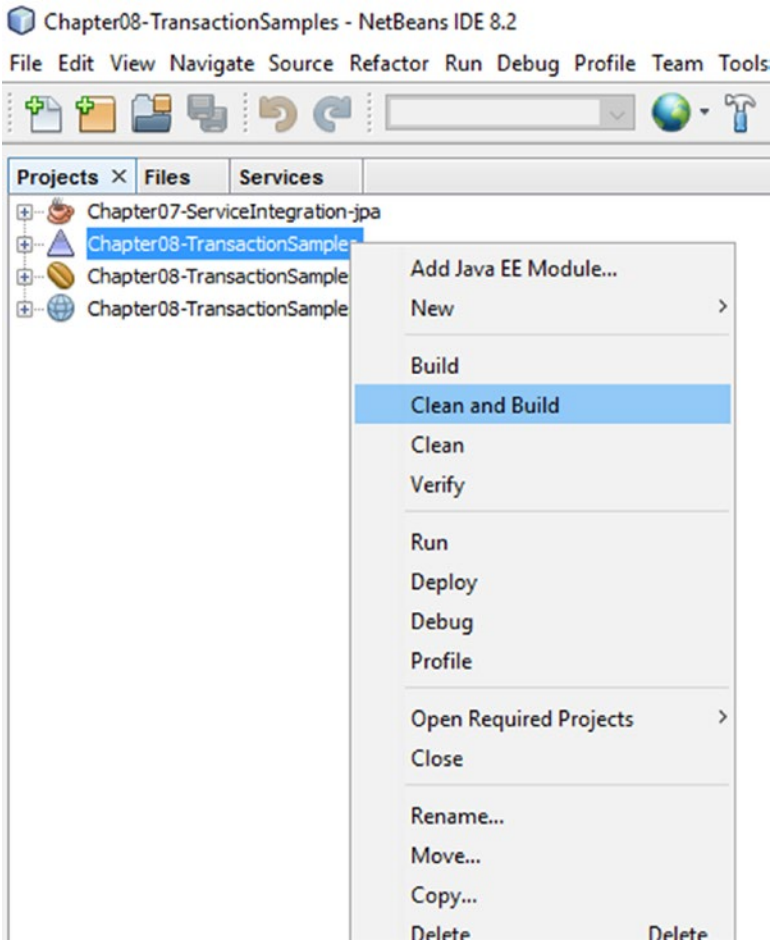 Chapter08-TransactionSamples - NetBeans IDE 8.2
File Edit View Navigate Source Refactor Run Debug Profile Team Tools
Projects × Files Services
Chapter07-ServiceIntegration-jpa
Chapter08-TransactionSamples
Chapter08-TransactionSample
Chapter08-TransactionSample
Add Java EE Module...
New >
Build
Clean and Build
Clean
Verify
Run
Deploy
Debug
Profile
Open Required Projects >
Close
Rename...
Move...
Copy...
Delete Delete